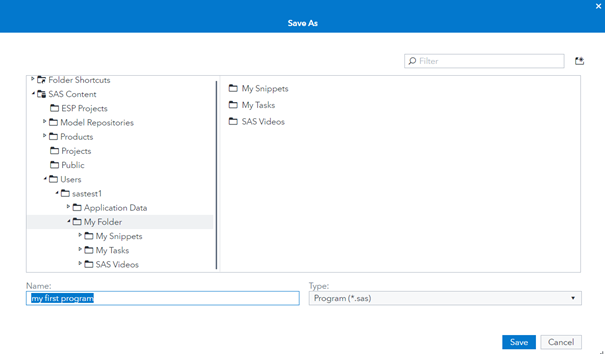 Save As
Filter
Folder Shortcuts
SAS Content
ESP Projects
Model Repositories
Products
Projects
Public
Users
sastest1
Application Data
My Folder
My Snippets
My Tasks
SAS Videos
My Snippets
My Tasks
SAS Videos
Name:
my first program
Type:
Program (*.sas)
Save
Cancel